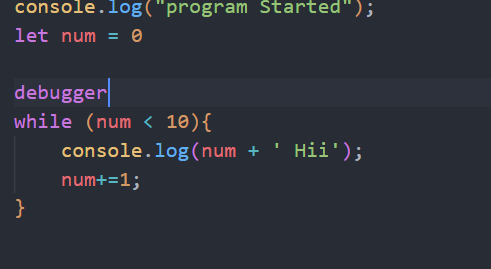 console.log("program Started");
let num = 0
debugger
while (num < 10){
console.log(num + ' Hii');
num+=1;
}